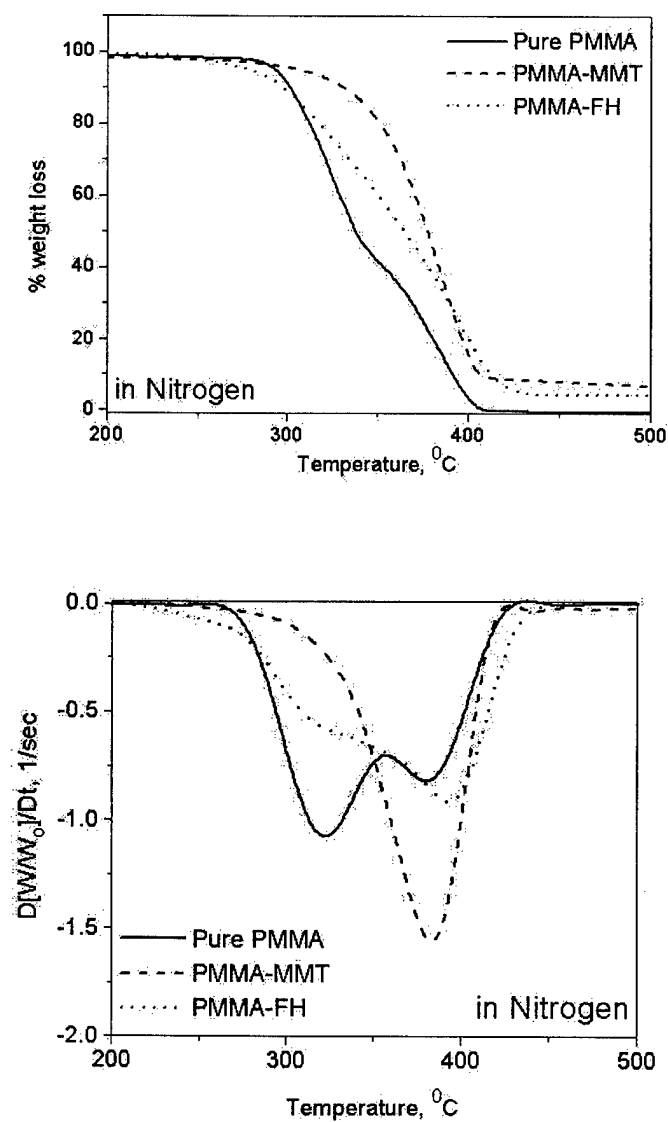 100
80
60
40
20
0
% weight loss
Pure PMMA
PMMA-MMT
PMMA-FH
in Nitrogen
200
300
400
500
Temperature, ⁰C
0.0
-0.5
-1.0
-1.5
-2.0
D[W/W₀]/Dt, 1/sec
Pure PMMA
PMMA-MMT
PMMA-FH
in Nitrogen
200
300
400
500
Temperature, ⁰C